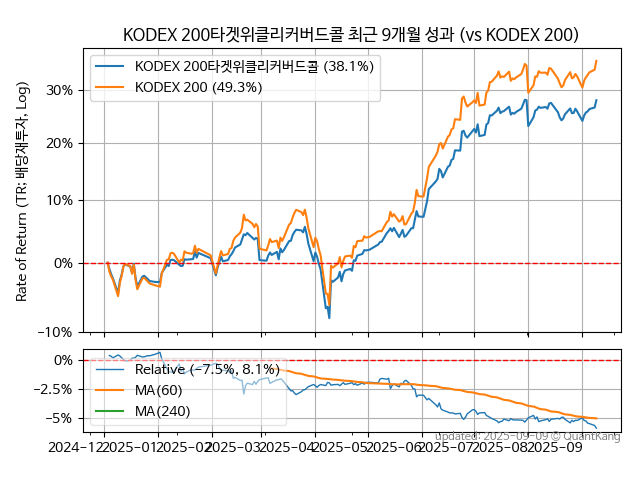 KODEX 200타겟위클리커버드콜 최근 9개월 성과 (vs KODEX 200)
KODEX 200타겟위클리커버드콜 (38.1%)
KODEX 200 (49.3%)
30%
20%
10%
0%
−10%
Rate of Return (TR; 배당재투자, Log)
Relative (−7.5%, 8.1%)
MA(60)
MA(240)
0%
−2.5%
−5%
2024-12 2025-01 2025-02 2025-03 2025-04 2025-05 2025-06 2025-07 2025-08 2025-09
updated: 2025-09-09 © QuantKang